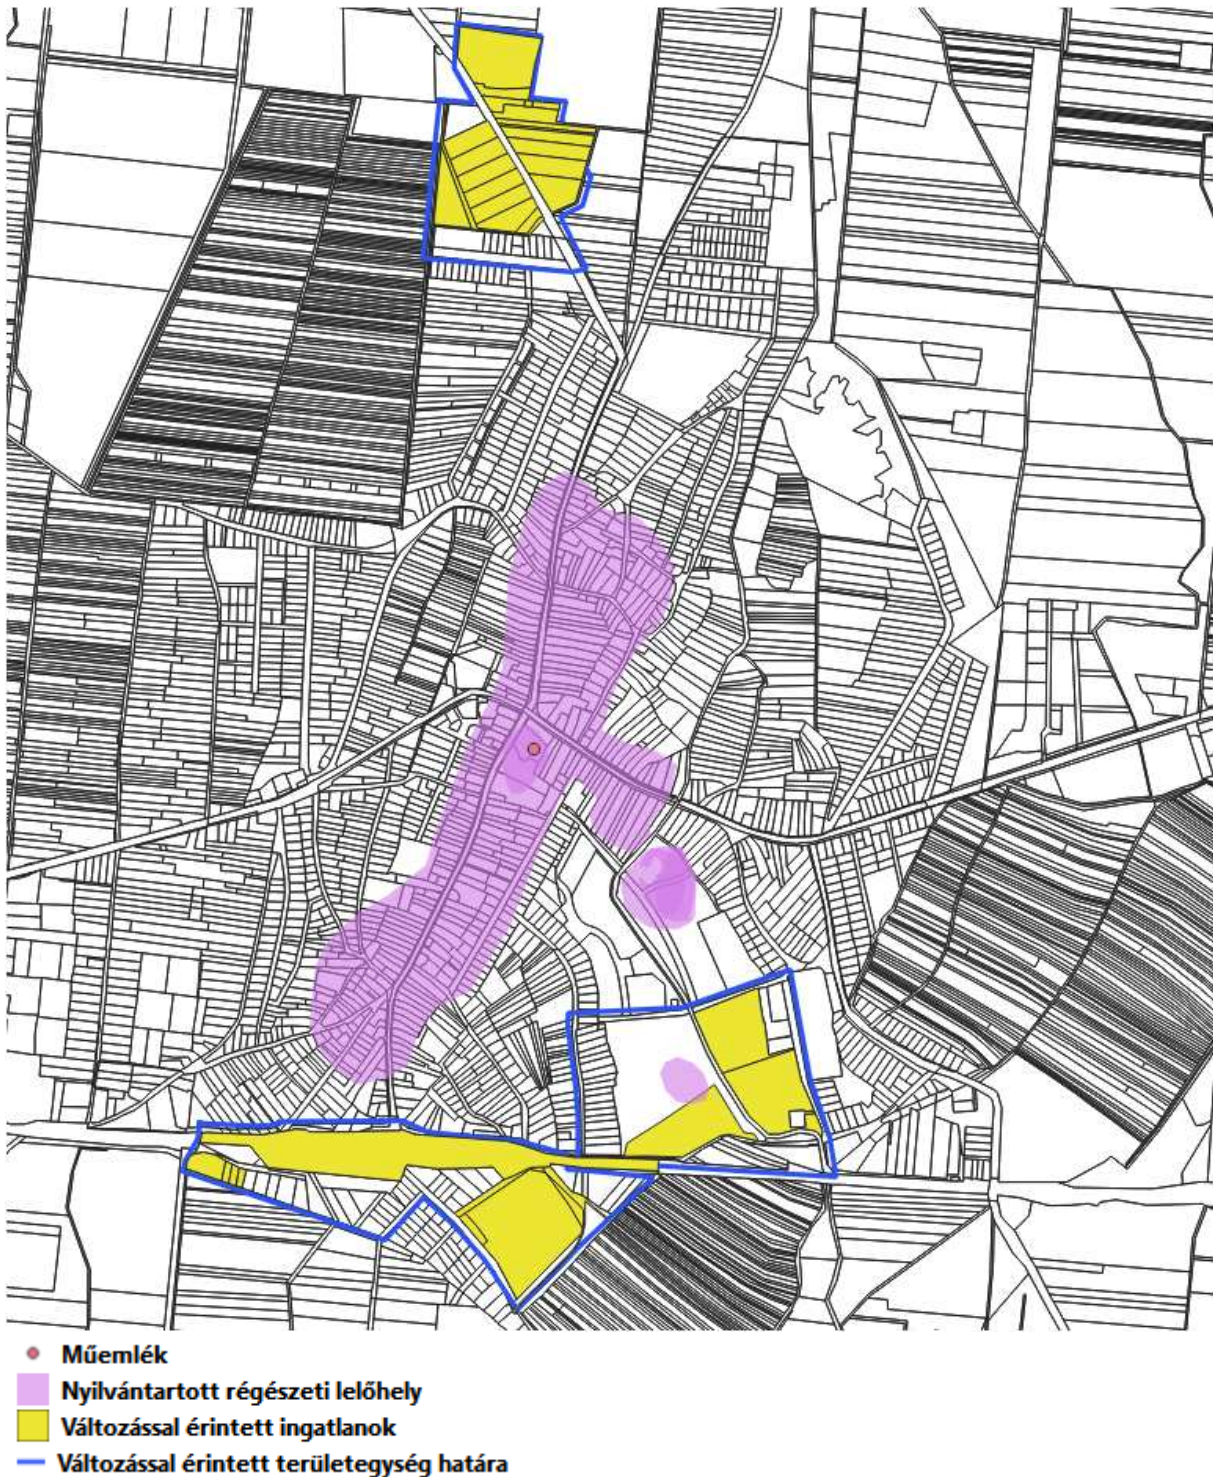 Műemlék
Nyilvántartott régészeti lelőhely
Változással érintett ingatlanok
Változással érintett területegység határa